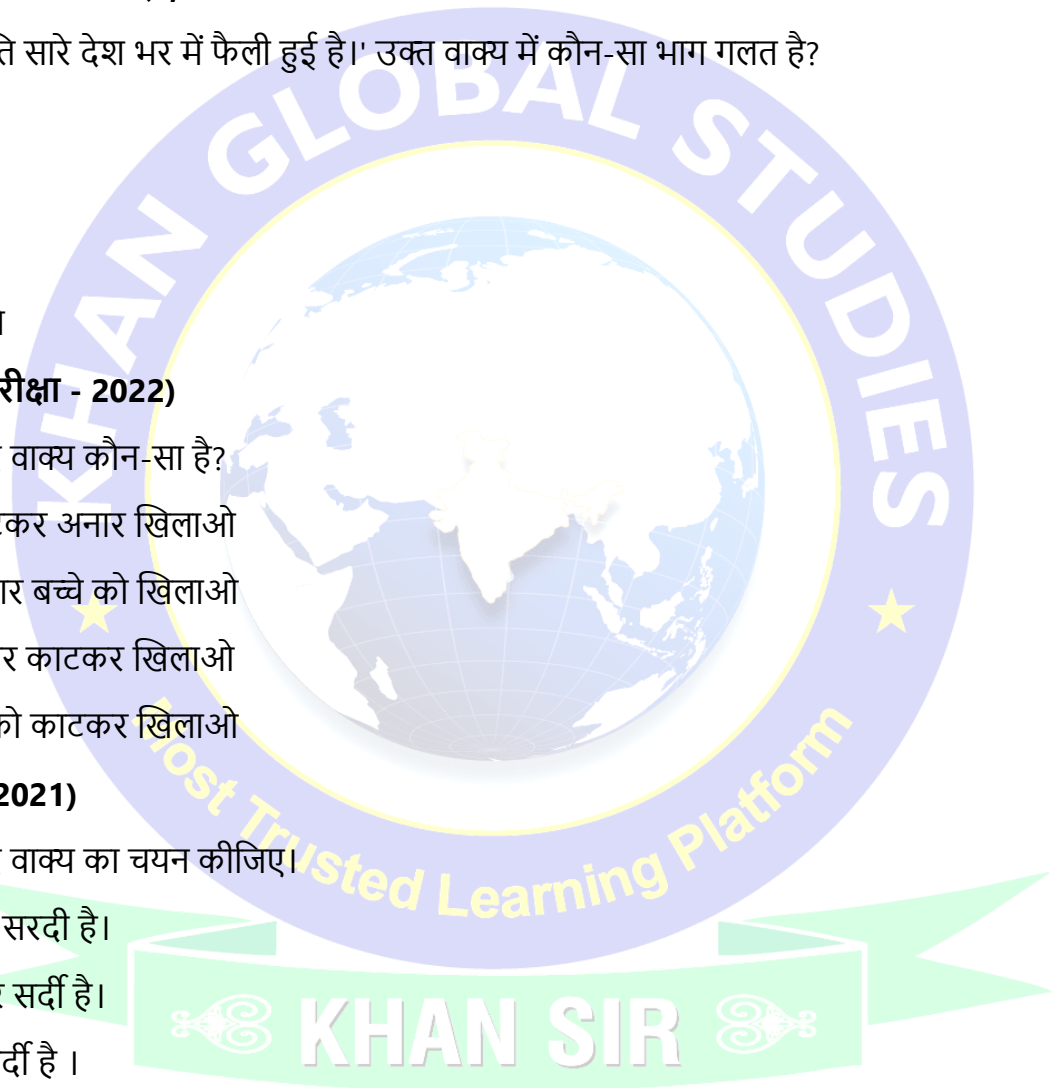 ति सारे देश भर में फैली हुई है।' उक्त वाक्य में कौन-सा भाग गलत है?
रीक्षा - 2022)
वाक्य कौन-सा है?
टकर अनार खिलाओ
ार बच्चे को खिलाओ
र काटकर खिलाओ
को काटकर खिलाओ
2021)
वाक्य का चयन कीजिए।
सरदी है।
सर्दी है।
र्दी है ।
KHAN GLOBAL STUDIES
Most Trusted Learning Platform
KHAN SIR